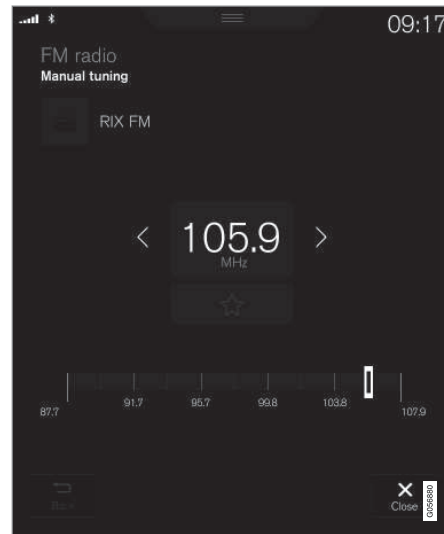 09:17
FM radio
Manual tuning
RIX FM
105.9
MHz
87.7
91.7
95.7
99.8
103.8
107.9
Back
Close
G056880